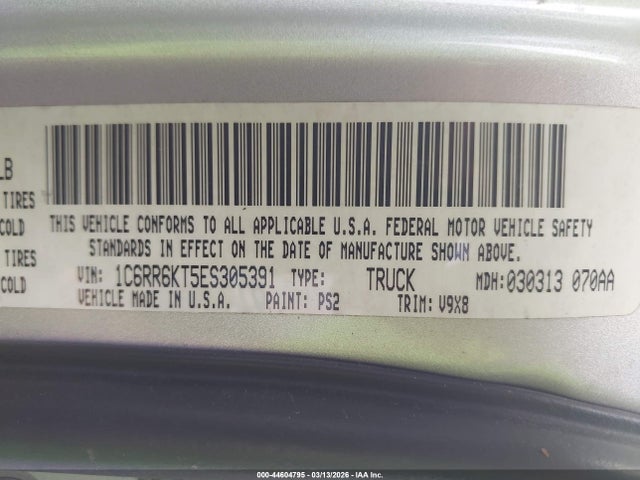 LB
TIRES
COLD
TIRES
COLD
THIS VEHICLE CONFORMS TO ALL APPLICABLE U.S.A. FEDERAL MOTOR VEHICLE SAFETY
STANDARDS IN EFFECT ON THE DATE OF MANUFACTURE SHOWN ABOVE.
VIN: 1C6RR6KT5ES305391 TYPE: TRUCK MDH: 030313 070AA
VEHICLE MADE IN U.S.A. PAINT: PS2 TRIM: V9X8
000-44604795 - 03/13/2026 - IAA Inc.